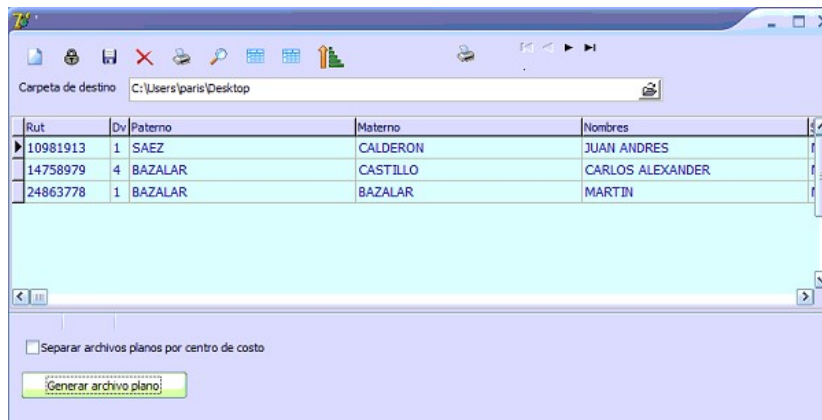 Carpeta de destino C:\Users\paris\Desktop
Rut Dv Paterno Materno Nombres
10981913 1 SAEZ CALDERON JUAN ANDRES
14758979 4 BAZALAR CASTILLO CARLOS ALEXANDER
24863778 1 BAZALAR BAZALAR MARTIN
Separar archivos planos por centro de costo
Generar archivo plano